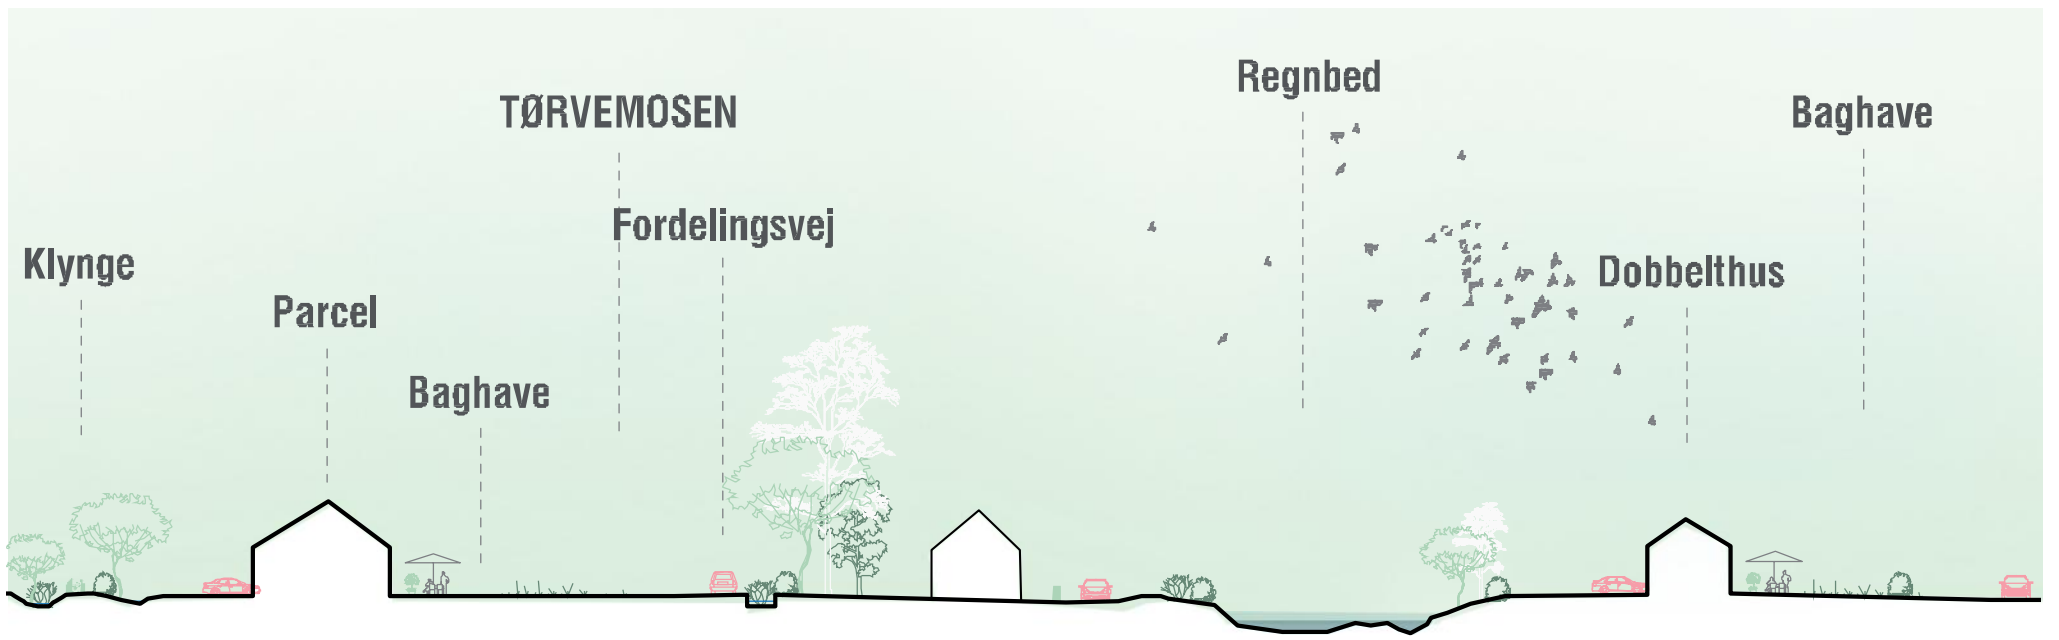 Klynge
Parcel
Baghave
TØRVEMOSEN
Fordelingsvej
Regnbed
Dobbelthus
Baghave